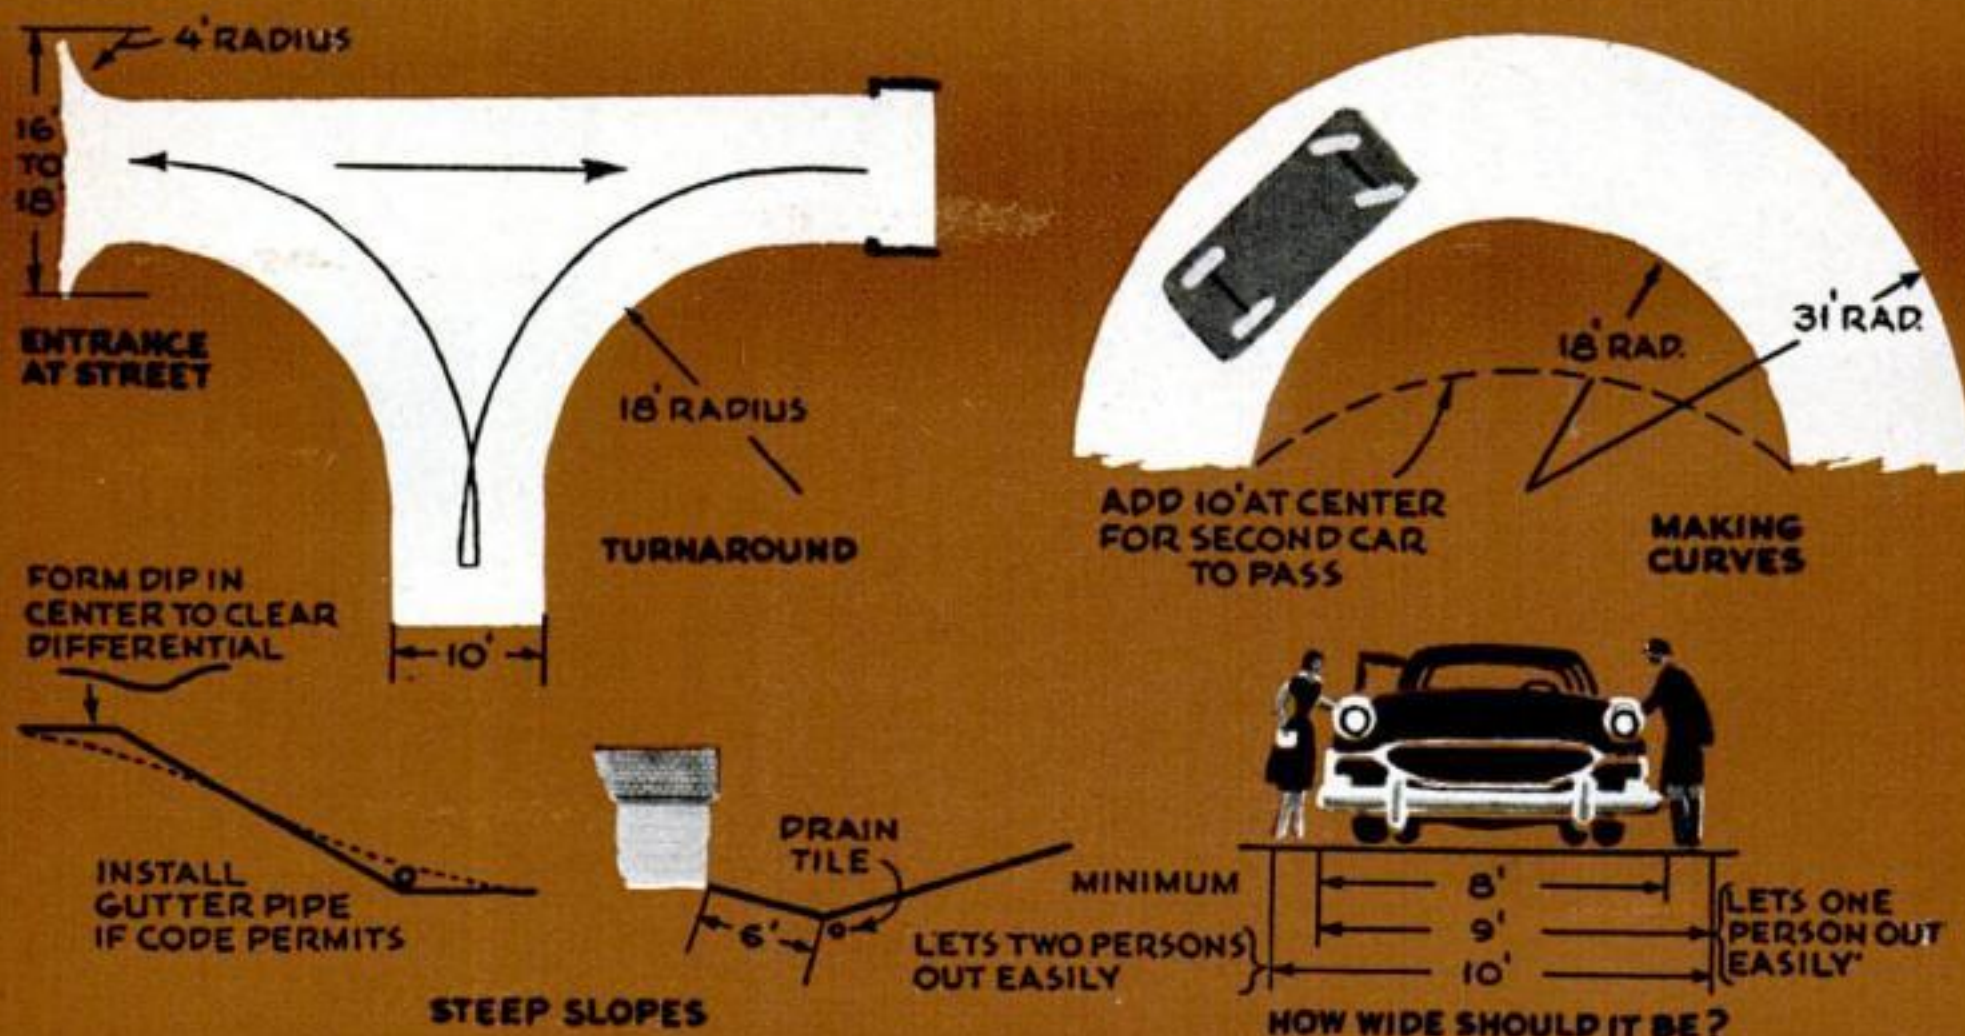 4' RADIUS
16'
TO
18'
ENTRANCE
AT STREET
18' RADIUS
TURNAROUND
10'
31' RAD.
18' RAD.
ADD 10' AT CENTER
FOR SECOND CAR
TO PASS
MAKING
CURVES
FORM DIP IN
CENTER TO CLEAR
DIFFERENTIAL
INSTALL
GUTTER PIPE
IF CODE PERMITS
DRAIN
TILE
6'
STEEP SLOPES
MINIMUM
8'
9'
10'
LETS TWO PERSONS
OUT EASILY
LETS ONE
PERSON OUT
EASILY
HOW WIDE SHOULD IT BE?